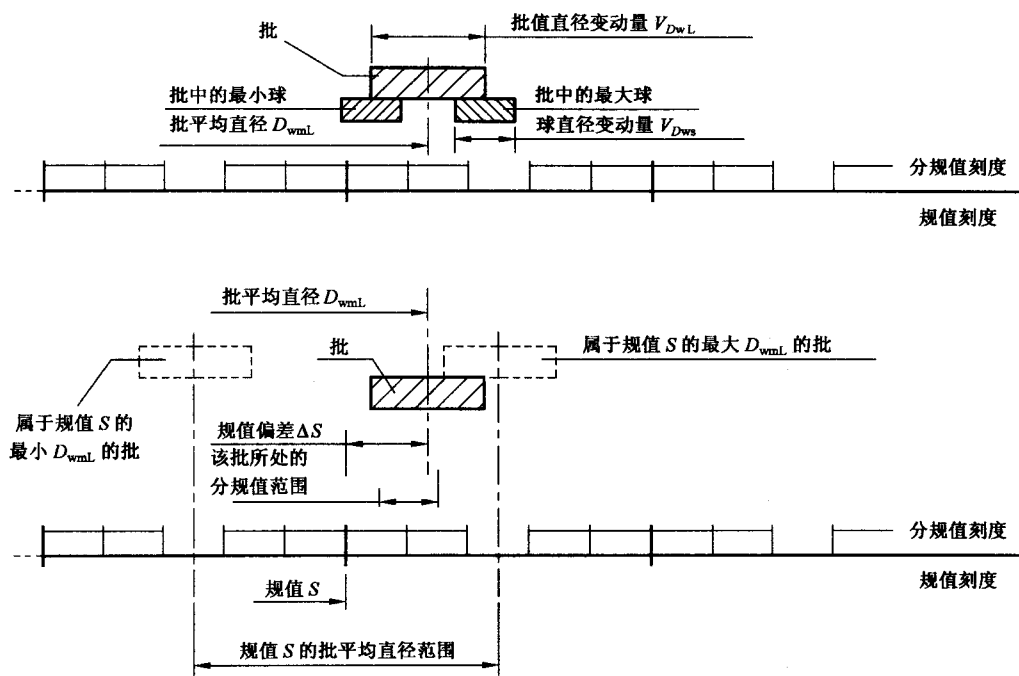 批
批值直径变动量 V_DwL
批中的最小球
批中的最大球
批平均直径 D_wmL
球直径变动量 V_Dws
分规值刻度
规值刻度
批平均直径 D_wmL
批
属于规值 S 的最大 D_wmL 的批
属于规值 S 的
最小 D_wmL 的批
规值偏差 ΔS
该批所处的
分规值范围
分规值刻度
规值刻度
规值 S
规值 S 的批平均直径范围